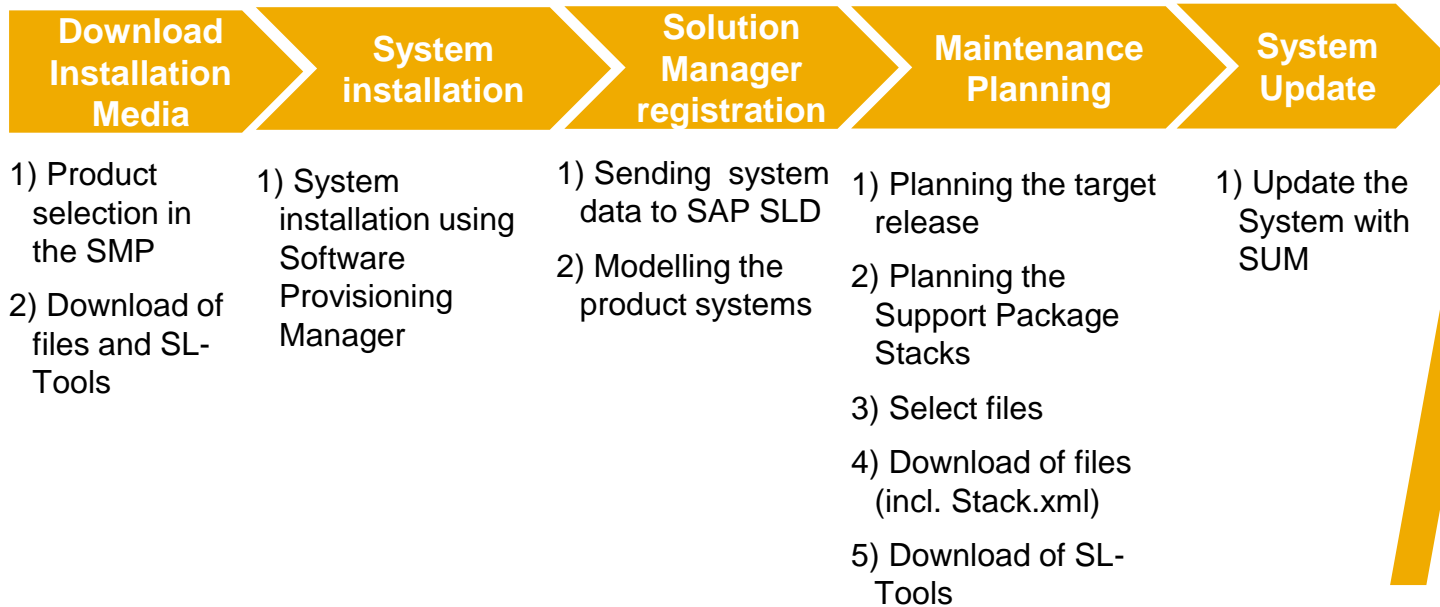 Download
Installation
Media
System
installation
Solution
Manager
registration
Maintenance
Planning
System
Update
1) Product
selection in
the SMP
2) Download of
files and SL-
Tools
1) System
installation using
Software
Provisioning
Manager
1) Sending system
data to SAP SLD
2) Modelling the
product systems
1) Planning the target
release
2) Planning the
Support Package
Stacks
3) Select files
4) Download of files
(incl. Stack.xml)
5) Download of SL-
Tools
1) Update the
System with
SUM